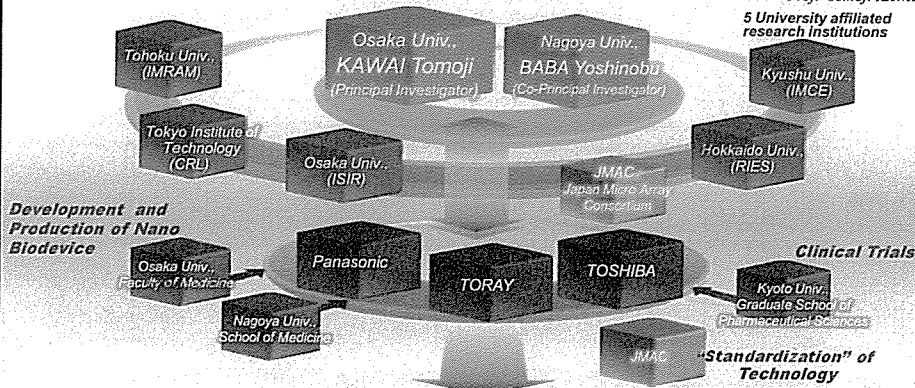 5 University affiliated
research institutions
Osaka Univ.,
KAWAI Tomoji
(Principal Investigator)
Nagoya Univ.,
BABA Yoshinobu
(Co-Principal Investigator)
Tohoku Univ.,
(IMRAM)
Kyushu Univ.,
(IMCE)
Tokyo Institute of
Technology
(CRL)
Osaka Univ.,
(ISIR)
JMAC
Japan Micro Array
Consortium
Hokkaido Univ.,
(RIES)
Development and
Production of Nano
Biodevice
Clinical Trials
Osaka Univ.,
Faculty of Medicine
Panasonic
TORAY
TOSHIBA
Kyoto Univ.,
Graduate School of
Pharmaceutical Sciences
Nagoya Univ.,
School of Medicine
JMAC
"Standardization" of
Technology